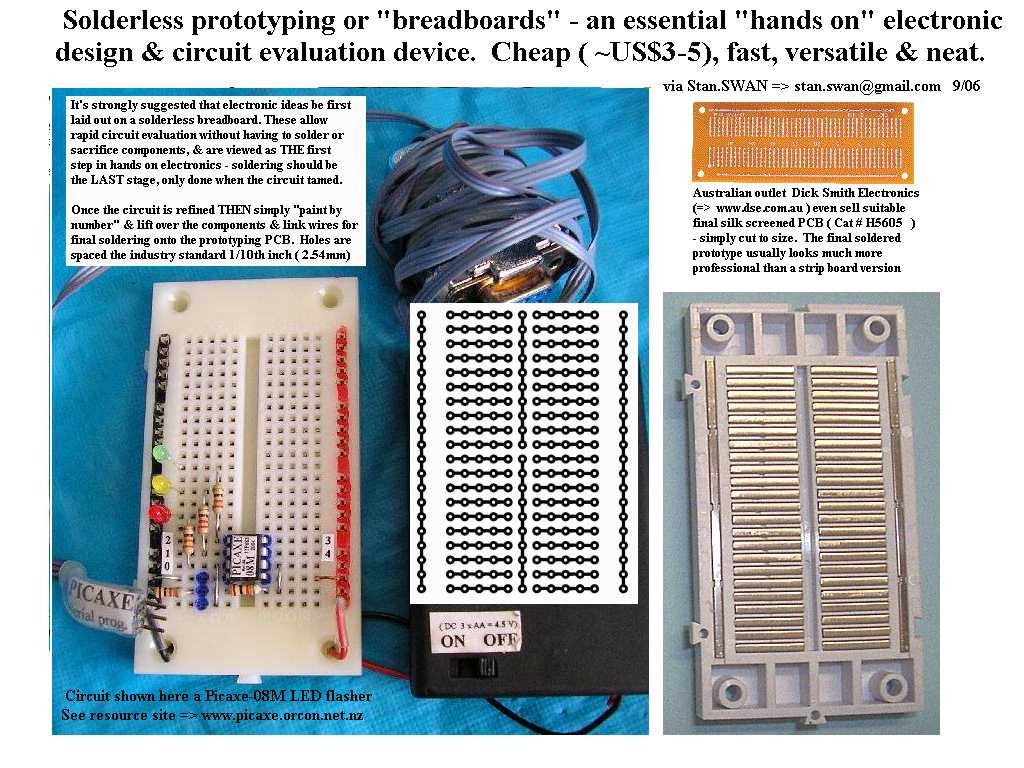 Solderless prototyping or "breadboards" - an essential "hands on" electronic
design & circuit evaluation device. Cheap ( ~US$3-5), fast, versatile & neat.
via Stan.SWAN => stan.swan@gmail.com 9/06
It's strongly suggested that electronic ideas be first
laid out on a solderless breadboard. These allow
rapid circuit evaluation without having to solder or
sacrifice components, & are viewed as THE first
step in hands on electronics - soldering should be
the LAST stage, only done when the circuit tamed.
Once the circuit is refined THEN simply "paint by
number" & lift over the components & link wires for
final soldering onto the prototyping PCB. Holes are
spaced the industry standard 1/10th inch ( 2.54mm)
Australian outlet Dick Smith Electronics
(=> www.dse.com.au ) even sell suitable
final silk screened PCB ( Cat # H5605 )
- simply cut to size. The final soldered
prototype usually looks much more
professional than a strip board version
2
1
0
3
4
PICAXE
08M
PICAXE
erial prog.
( DC 3 x AA = 4.5 V)
ON OFF
Circuit shown here a Picaxe-08M LED flasher
See resource site => www.picaxe.orcon.net.nz